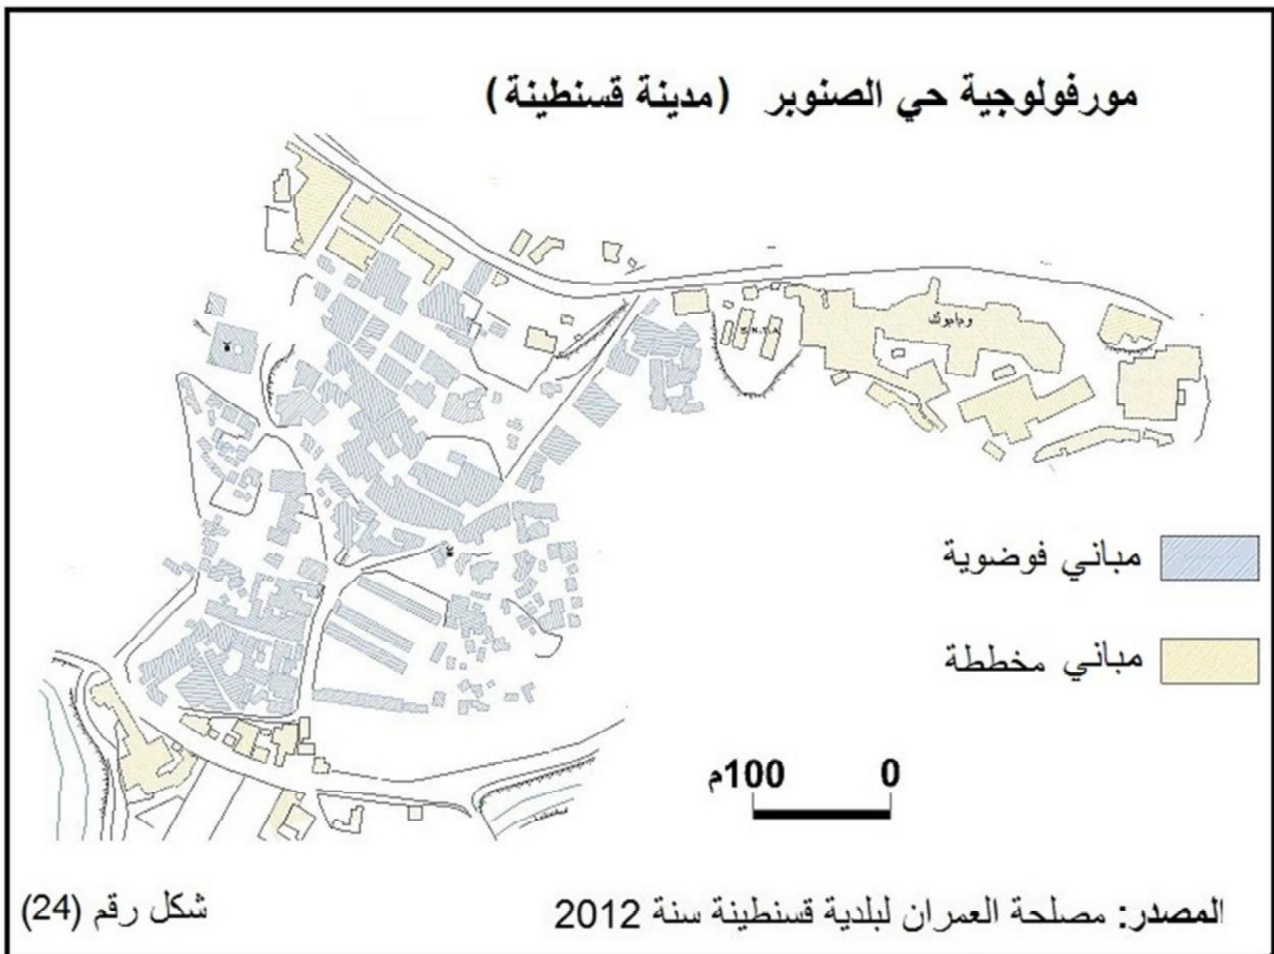 مورفولوجية حي الصنوبر (مدينة قسنطينة)
S.N.T.A
مباني فوضوية
مباني مخططة
100م 0
المصدر: مصلحة العمران لبلدية قسنطينة سنة 2012
شكل رقم (24)